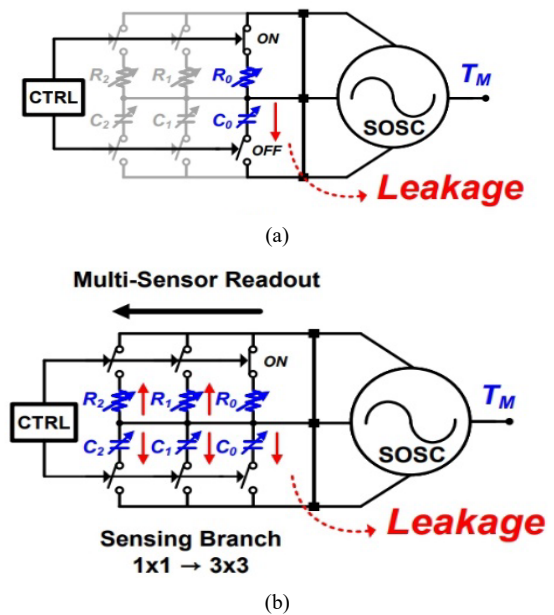 ON
R2 R1 R0
CTRL
TM
SOSC
C2 C1 C0
OFF
Leakage
(a)
Multi-Sensor Readout
ON
R2 R1 R0
CTRL
TM
SOSC
C2 C1 C0
Leakage
Sensing Branch
1x1 → 3x3
(b)